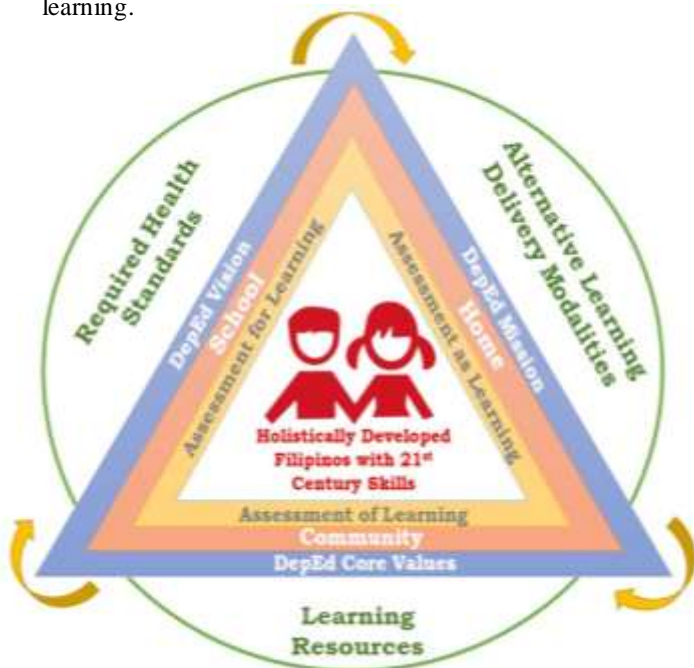 learning.
Required Health
Standards
Alternative Learning
Delivery Modalities
DepEd Vision
School
Assessment for Learning
DepEd Mission
Home
Assessment as Learning
Holistically Developed
Filipinos with 21st
Century Skills
Assessment of Learning
Community
DepEd Core Values
Learning
Resources